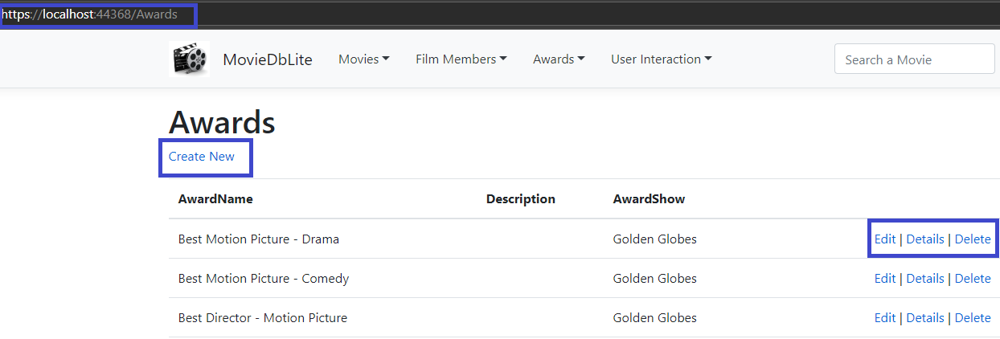 https://localhost:44368/Awards
MovieDbLite Movies Film Members Awards User Interaction Search a Movie
Awards
Create New
AwardName Description AwardShow
Best Motion Picture - Drama Golden Globes Edit | Details | Delete
Best Motion Picture - Comedy Golden Globes Edit | Details | Delete
Best Director - Motion Picture Golden Globes Edit | Details | Delete